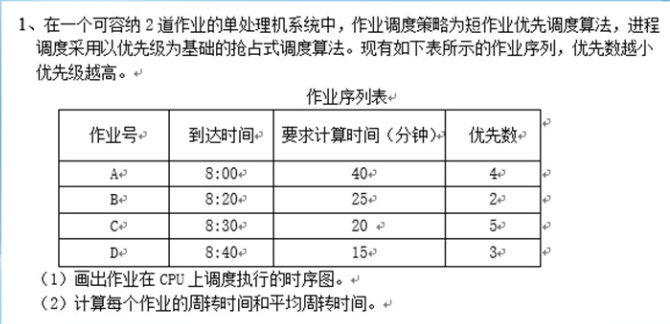 1、在一个可容纳2道作业的单处理机系统中，作业调度策略为短作业优先调度算法，进程
调度采用以优先级为基础的抢占式调度算法。现有如下表所示的作业序列，优先数越小
优先级越高。
作业序列表
作业号 到达时间 要求计算时间（分钟） 优先数
A 8:00 40 4
B 8:20 25 2
C 8:30 20 5
D 8:40 15 3
（1）画出作业在CPU上调度执行的时序图。
（2）计算每个作业的周转时间和平均周转时间。